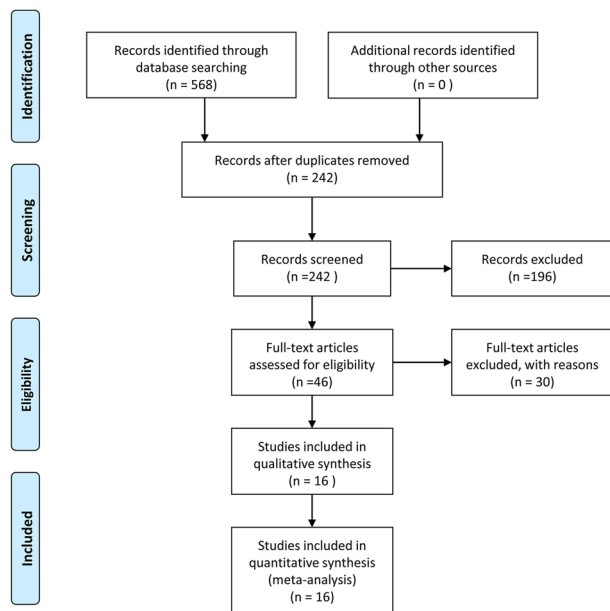 Identification
Records identified through
database searching
(n = 568)
Additional records identified
through other sources
(n = 0 )
Records after duplicates removed
(n = 242)
Screening
Records screened
(n =242 )
Records excluded
(n =196)
Eligibility
Full-text articles
assessed for eligibility
(n =46)
Full-text articles
excluded, with reasons
(n = 30)
Studies included in
qualitative synthesis
(n = 16 )
Included
Studies included in
quantitative synthesis
(meta-analysis)
(n = 16)